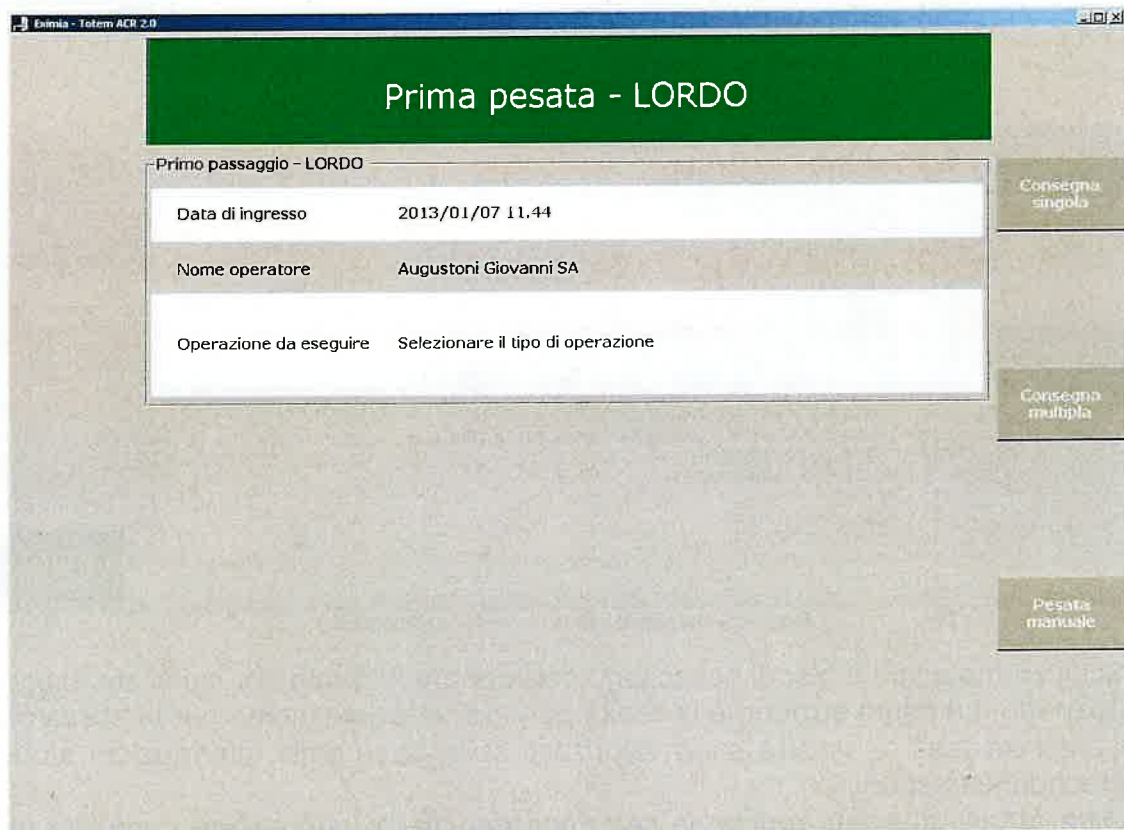 Eximia - Totem ACR 2.0
Prima pesata - LORDO
Primo passaggio - LORDO
Data di ingresso 2013/01/07 11.44
Nome operatore Augustoni Giovanni SA
Operazione da eseguire Selezionare il tipo di operazione
Consegna
singola
Consegna
multipla
Pesata
manuale